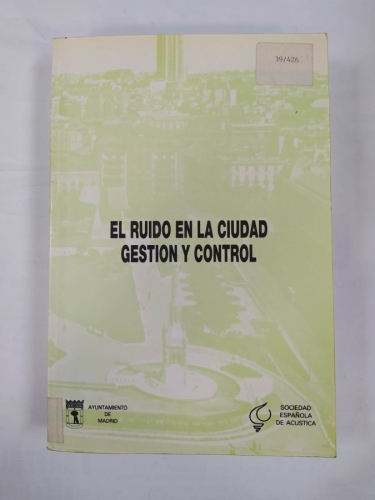 39/426
EL RUIDO EN LA CIUDAD
GESTION Y CONTROL
AYUNTAMIENTO
DE
MADRID
SOCIEDAD
ESPAÑOLA
DE ACUSTICA